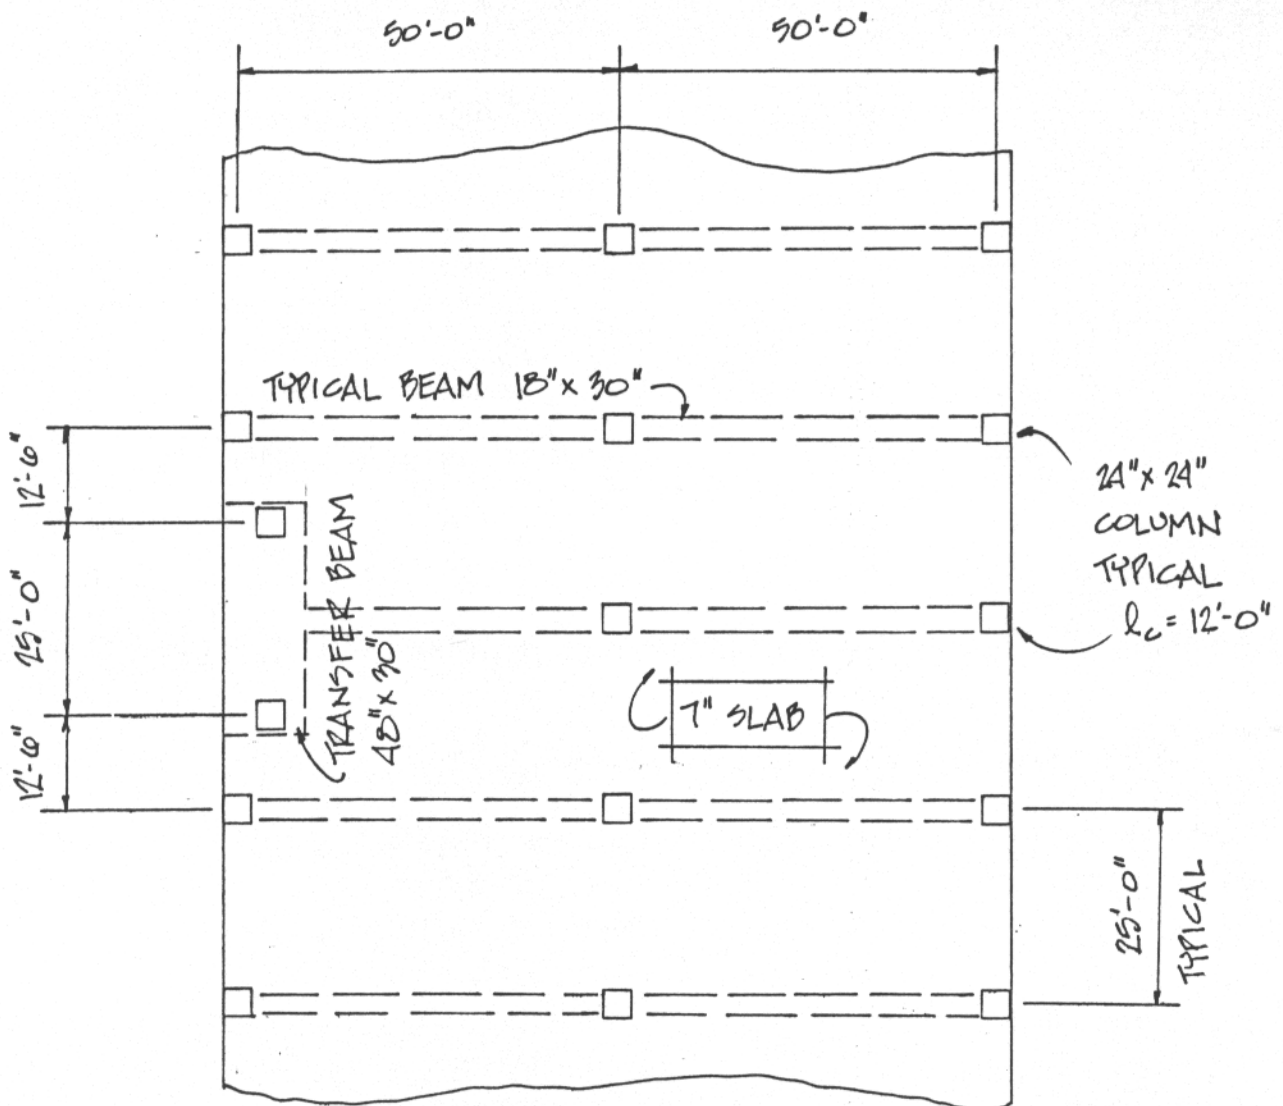 50'-0"
50'-0"
TYPICAL BEAM 18" x 30"
12'-6"
25'-0"
12'-6"
TRANSFER BEAM
48" x 30"
24" x 24"
COLUMN
TYPICAL
lc = 12'-0"
7" SLAB
25'-0"
TYPICAL